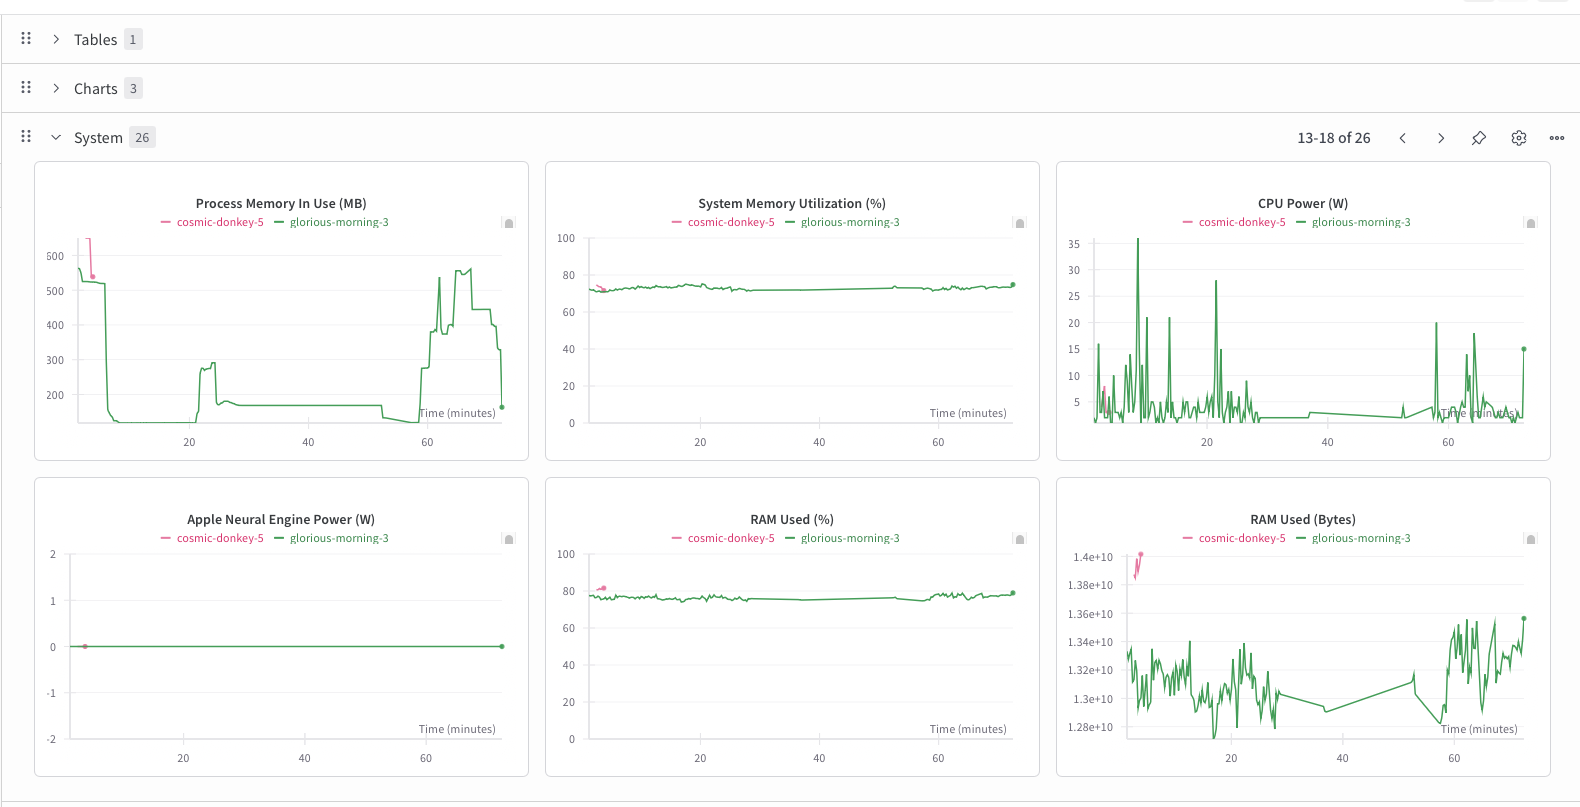 Tables 1
Charts 3
System 26
13-18 of 26
Process Memory In Use (MB)
cosmic-donkey-5 glorious-morning-3
600
500
400
300
200
Time (minutes)
20 40 60
System Memory Utilization (%)
cosmic-donkey-5 glorious-morning-3
100
80
60
40
20
0
Time (minutes)
20 40 60
CPU Power (W)
cosmic-donkey-5 glorious-morning-3
35
30
25
20
15
10
5
Time (minutes)
20 40 60
Apple Neural Engine Power (W)
cosmic-donkey-5 glorious-morning-3
2
1
0
-1
-2
Time (minutes)
20 40 60
RAM Used (%)
cosmic-donkey-5 glorious-morning-3
100
80
60
40
20
0
Time (minutes)
20 40 60
RAM Used (Bytes)
cosmic-donkey-5 glorious-morning-3
1.4e+10
1.38e+10
1.36e+10
1.34e+10
1.32e+10
1.3e+10
1.28e+10
Time (minutes)
20 40 60